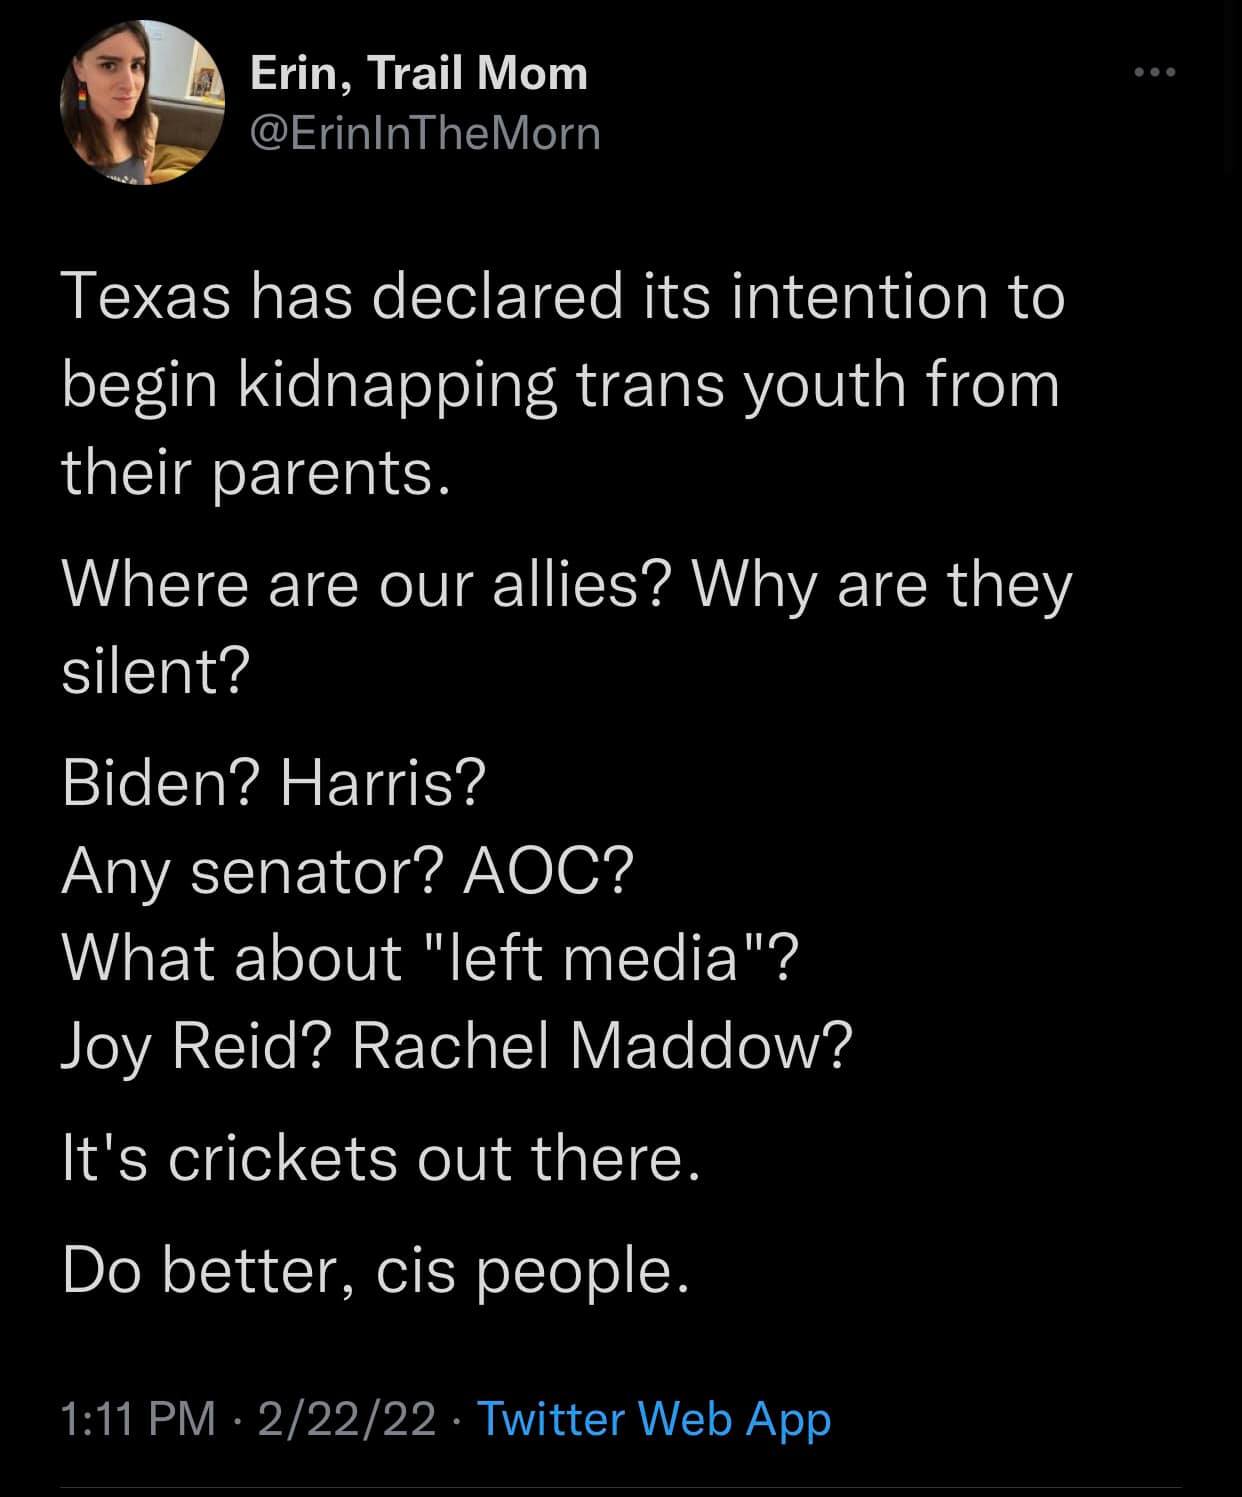 Erin, Trail Mom
@ErinInTheMorn
Texas has declared its intention to
begin kidnapping trans youth from
their parents.
Where are our allies? Why are they
silent?
Biden? Harris?
Any senator? AOC?
What about "left media"?
Joy Reid? Rachel Maddow?
It's crickets out there.
Do better, cis people.
1:11 PM · 2/22/22 · Twitter Web App